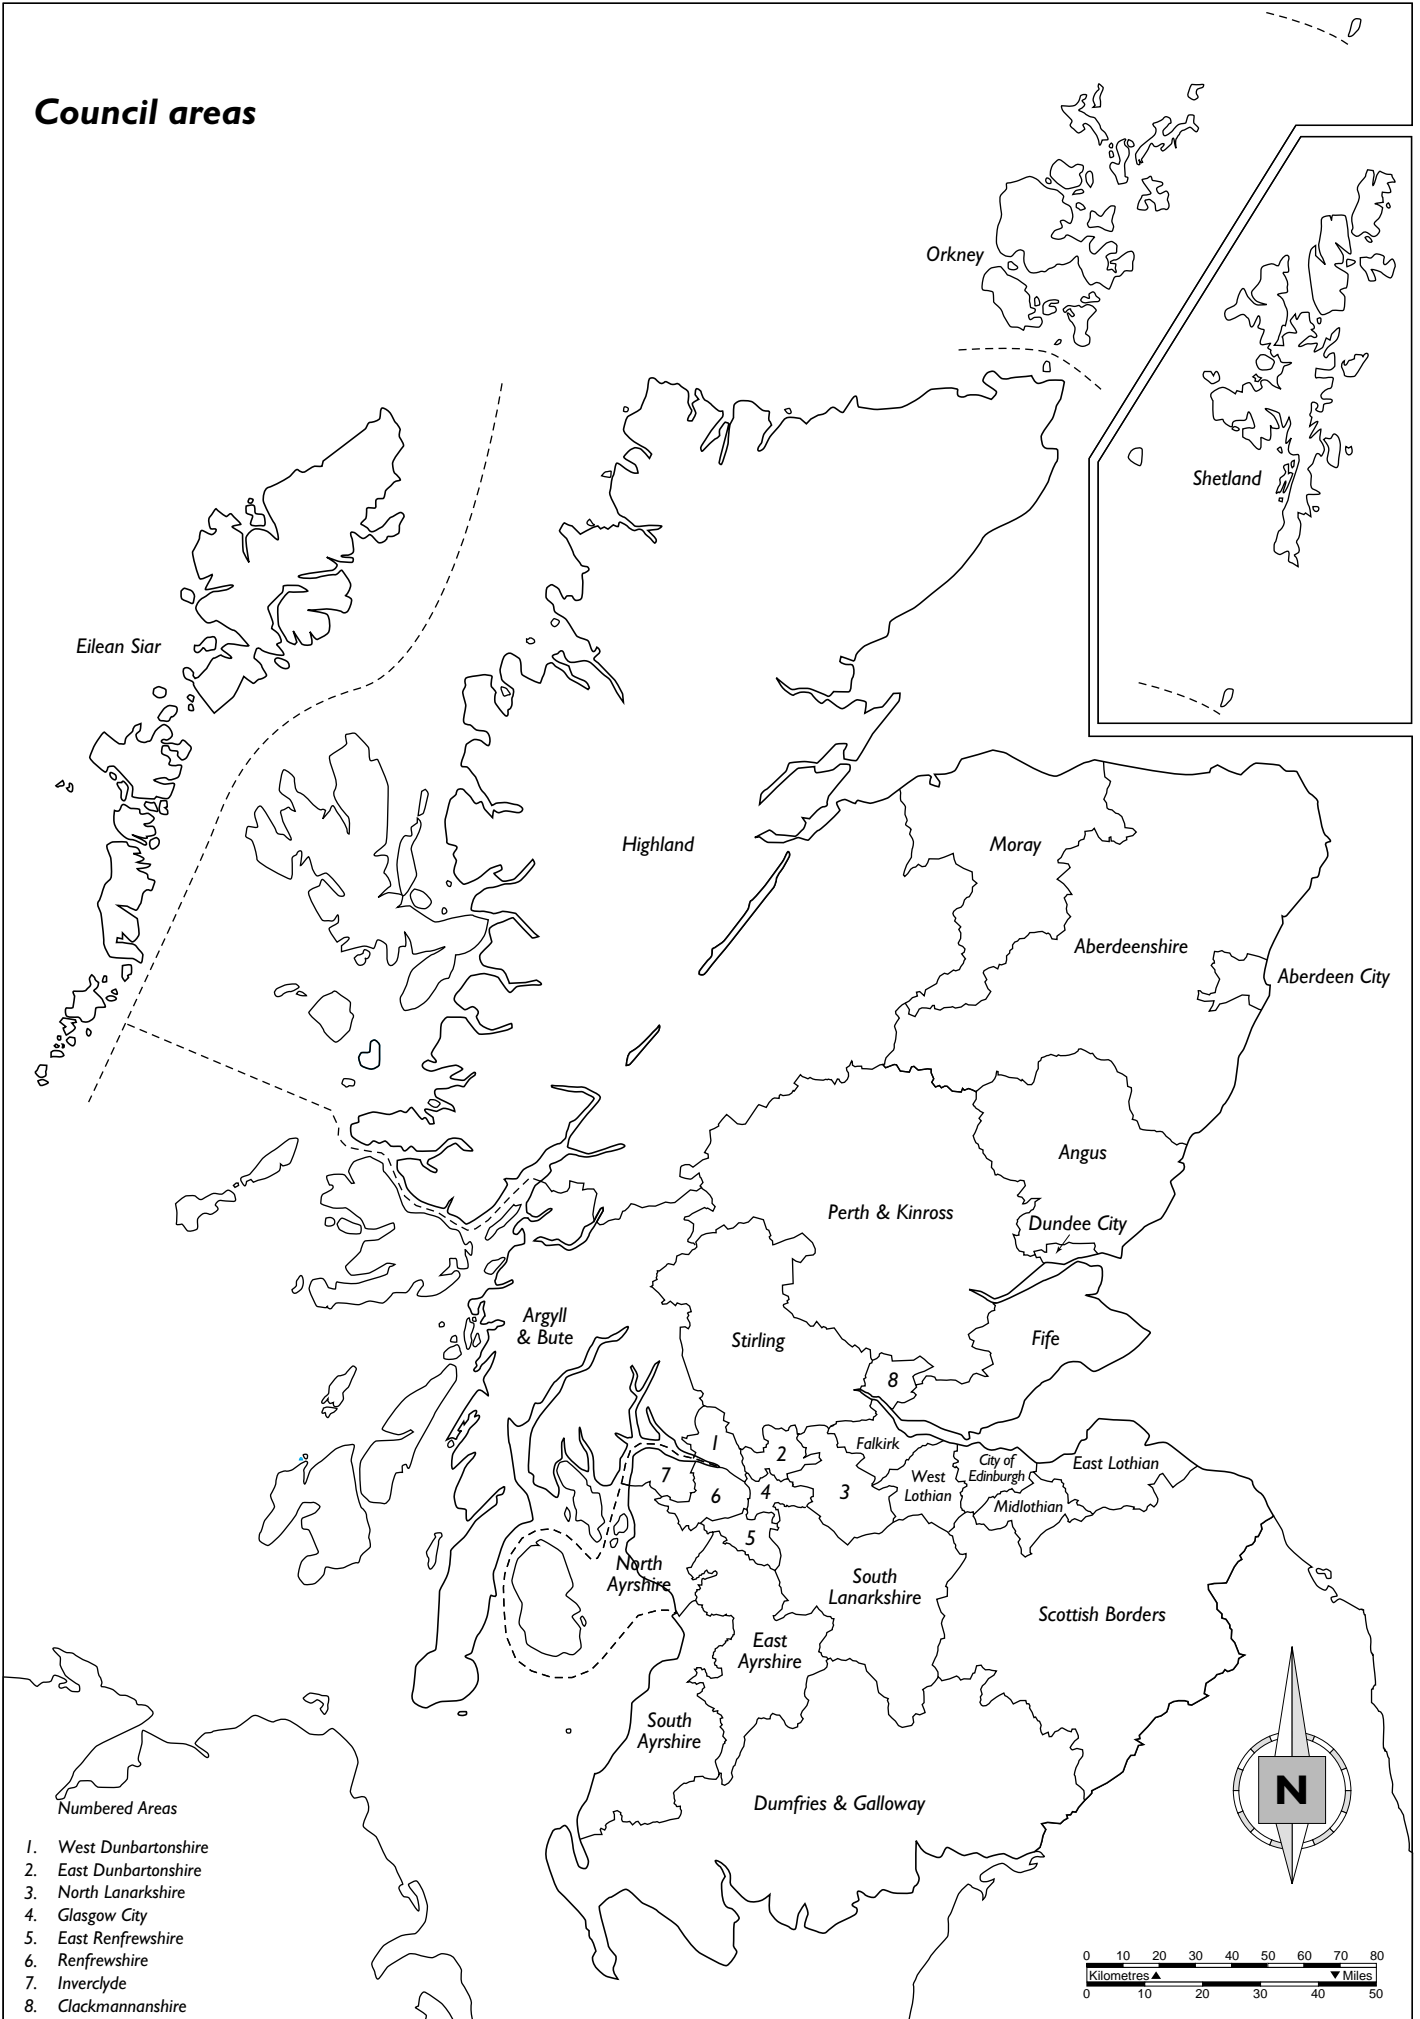 Council areas
Orkney
Shetland
Eilean Siar
Highland
Moray
Aberdeenshire
Aberdeen City
Angus
Perth & Kinross
Dundee City
Argyll
& Bute
Stirling
Fife
8
1
2
Falkirk
City of
Edinburgh
East Lothian
7
6
4
3
West
Lothian
Midlothian
5
North
Ayrshire
South
Lanarkshire
Scottish Borders
East
Ayrshire
South
Ayrshire
Dumfries & Galloway
N
Numbered Areas
1. West Dunbartonshire
2. East Dunbartonshire
3. North Lanarkshire
4. Glasgow City
5. East Renfrewshire
6. Renfrewshire
7. Inverclyde
8. Clackmannanshire
0 10 20 30 40 50 60 70 80
Kilometres▲ ▼Miles
0 10 20 30 40 50